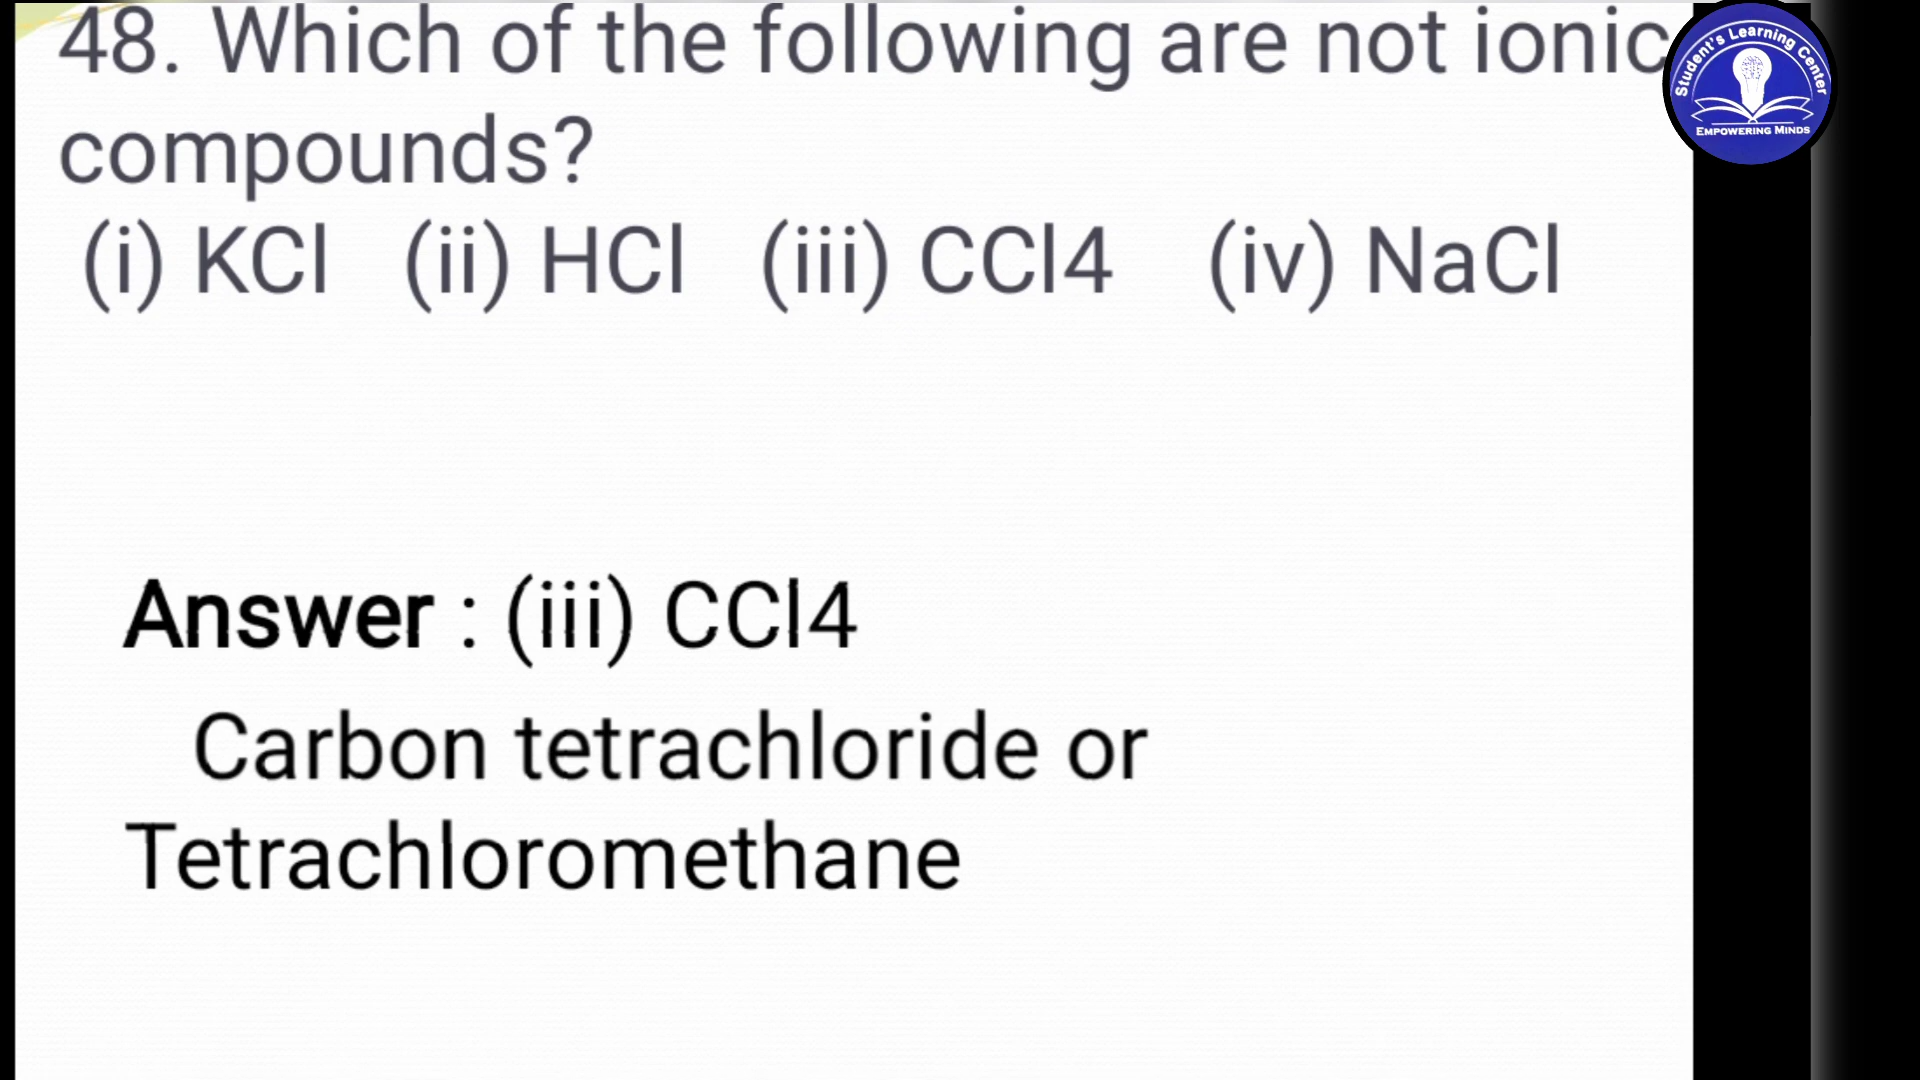 48. Which of the following are not ionic
compounds?
(i) KCl (ii) HCl (iii) CCl4 (iv) NaCl
Answer : (iii) CCl4
Carbon tetrachloride or
Tetrachloromethane
Student's Learning Center
EMPOWERING MINDS